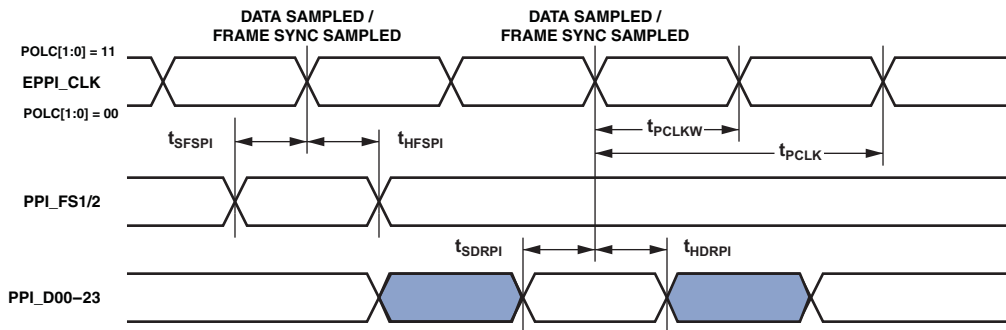 DATA SAMPLED /
FRAME SYNC SAMPLED
DATA SAMPLED /
FRAME SYNC SAMPLED
POLC[1:0] = 11
EPPI_CLK
POLC[1:0] = 00
tSFSPI
tHFSPI
tPCLKW
tPCLK
PPI_FS1/2
tSDRPI
tHDRPI
PPI_D00–23